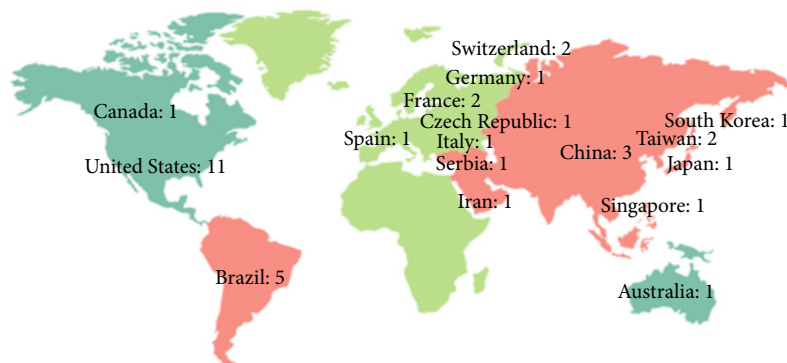 Switzerland: 2
Germany: 1
France: 2
Canada: 1
Czech Republic: 1
South Korea: 1
Spain: 1
Italy: 1
Taiwan: 2
China: 3
United States: 11
Serbia: 1
Japan: 1
Iran: 1
Singapore: 1
Brazil: 5
Australia: 1